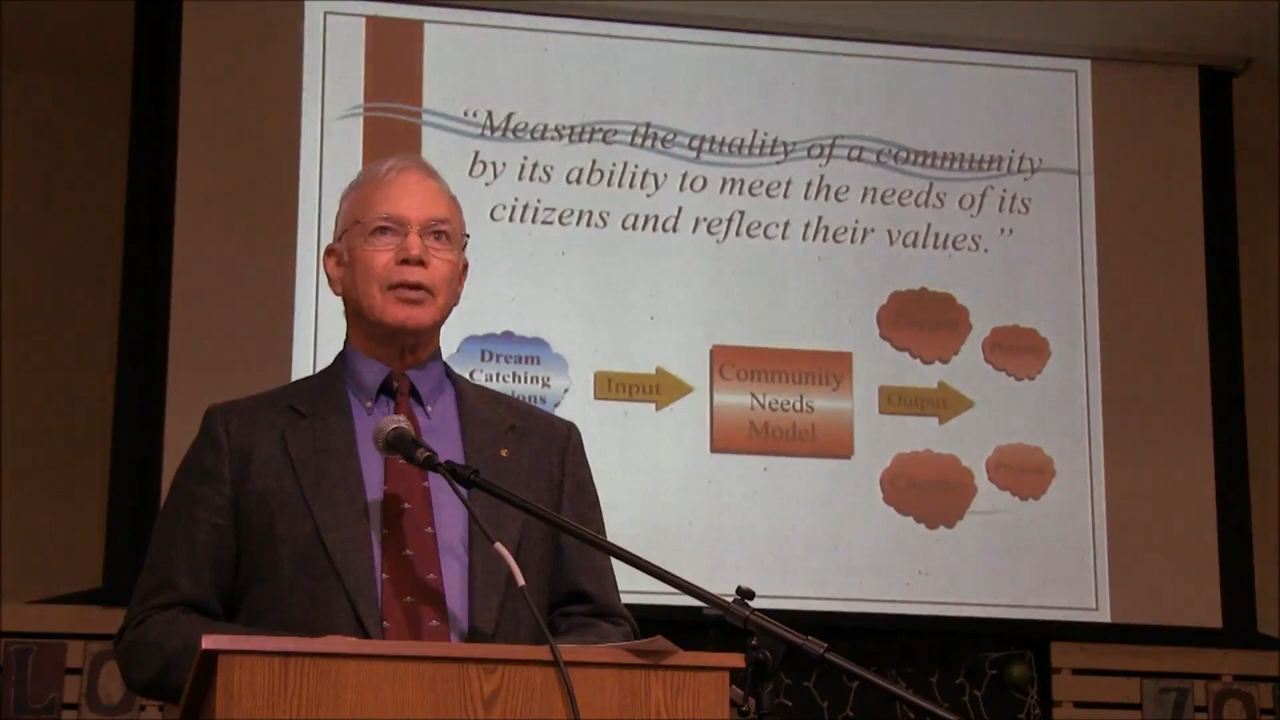 “Measure the quality of a community
by its ability to meet the needs of its
citizens and reflect their values.”
Dream
Catching
Input
Community
Needs
Model
Output